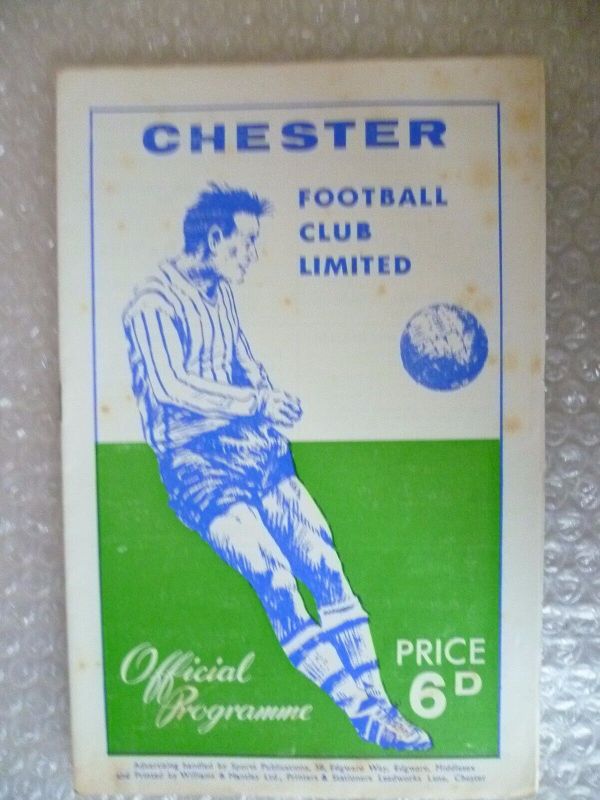 CHESTER
FOOTBALL
CLUB
LIMITED
Official
Programme
PRICE
6D
Advertising handled by Sports Publications, 38, Edgware Way, Edgware, Middlesex
and Printed by Williams & Hensley Ltd., Printers & Stationers Leadworks Lane, Chester